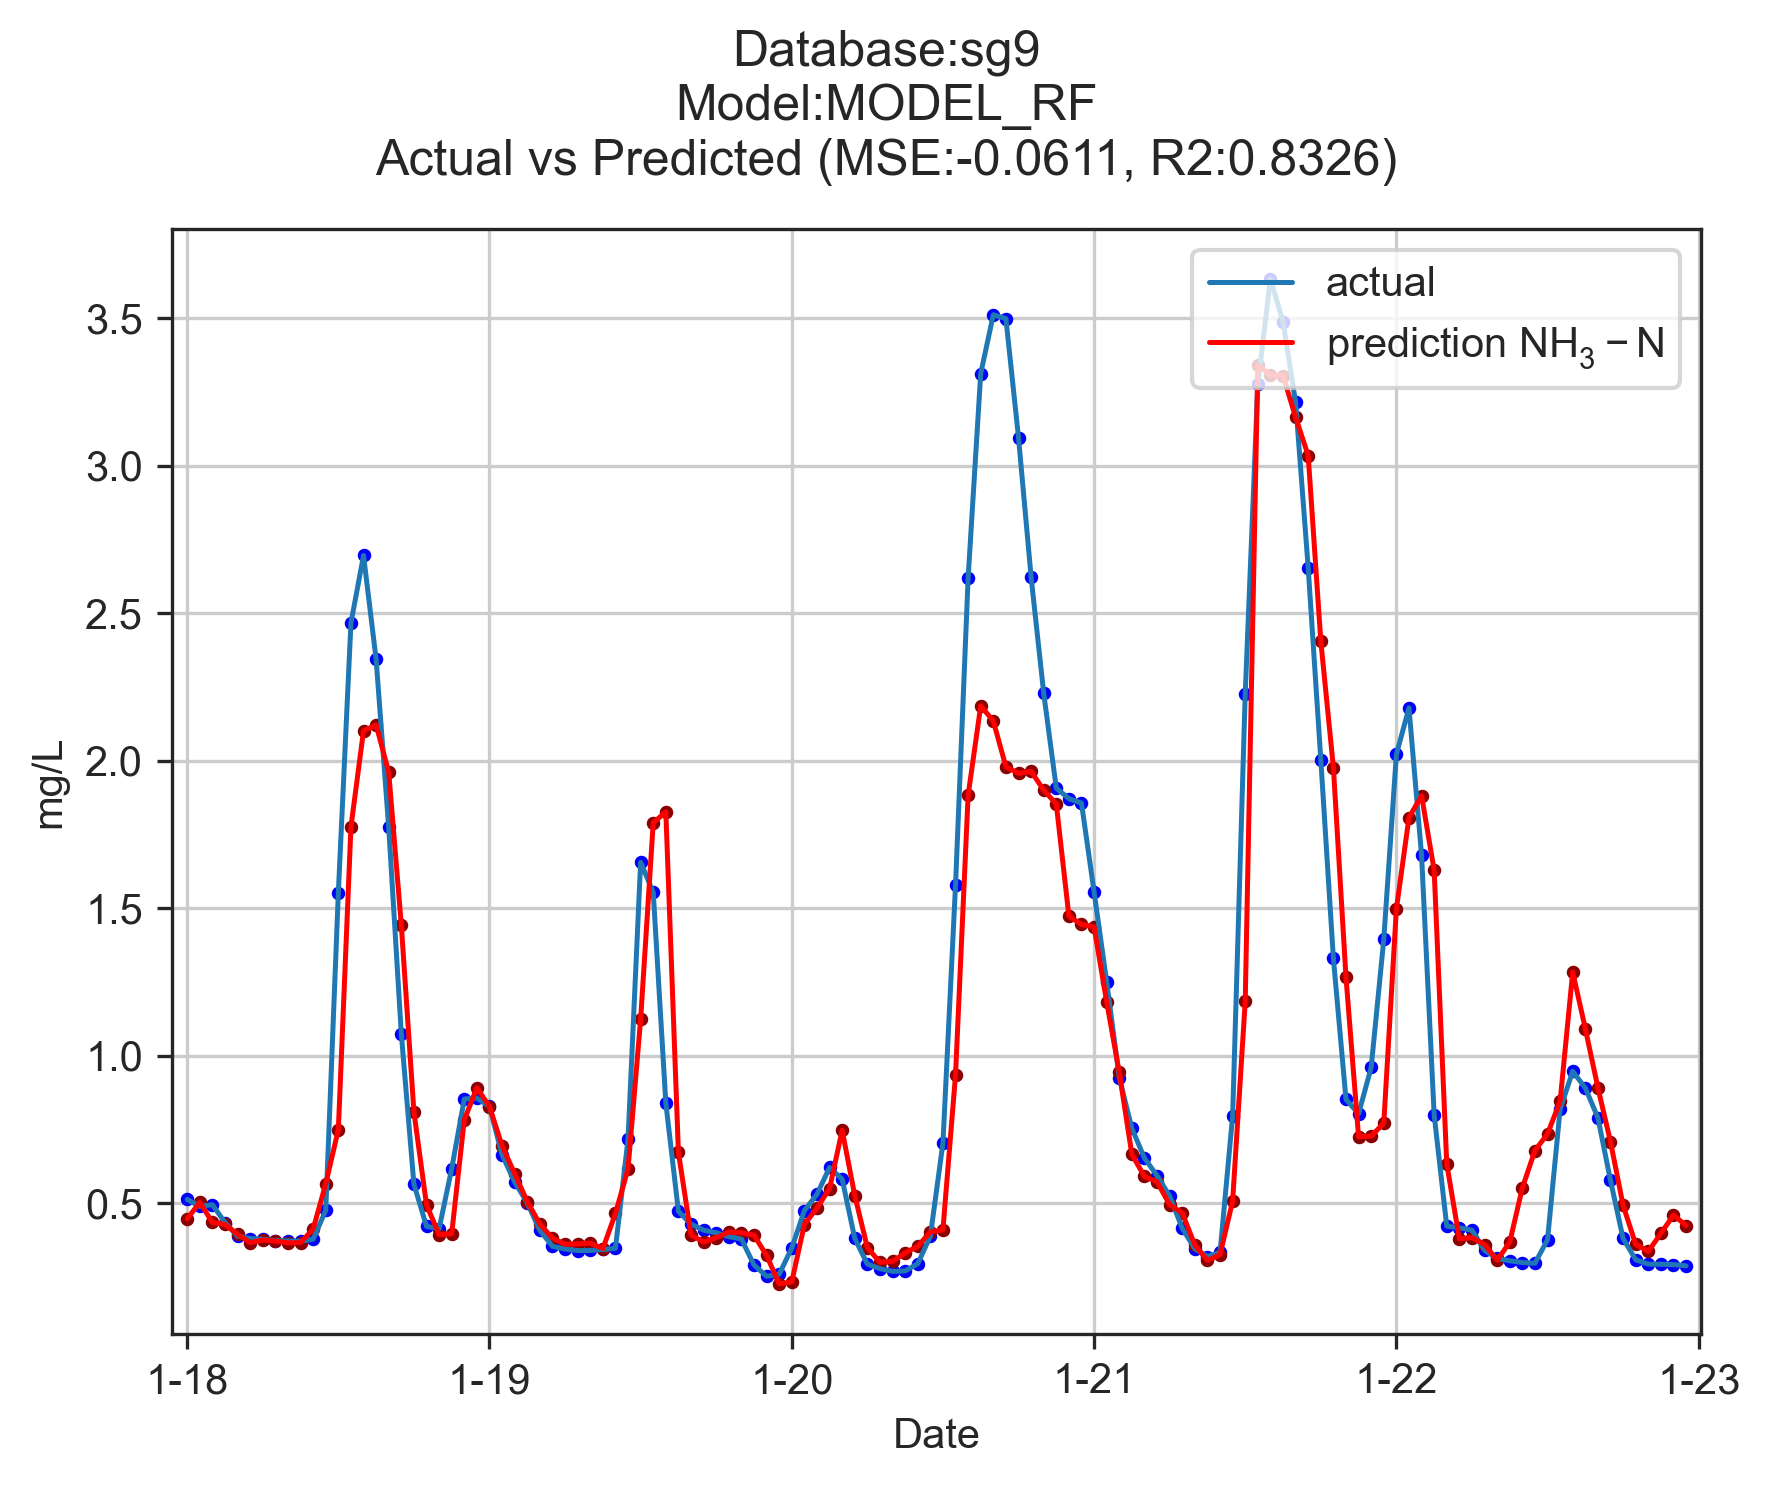 Database:sg9
Model:MODEL_RF
Actual vs Predicted (MSE:-0.0611, R2:0.8326)
actual
prediction NH₃ − N
3.5
3.0
2.5
2.0
1.5
1.0
0.5
mg/L
1-18 1-19 1-20 1-21 1-22 1-23
Date